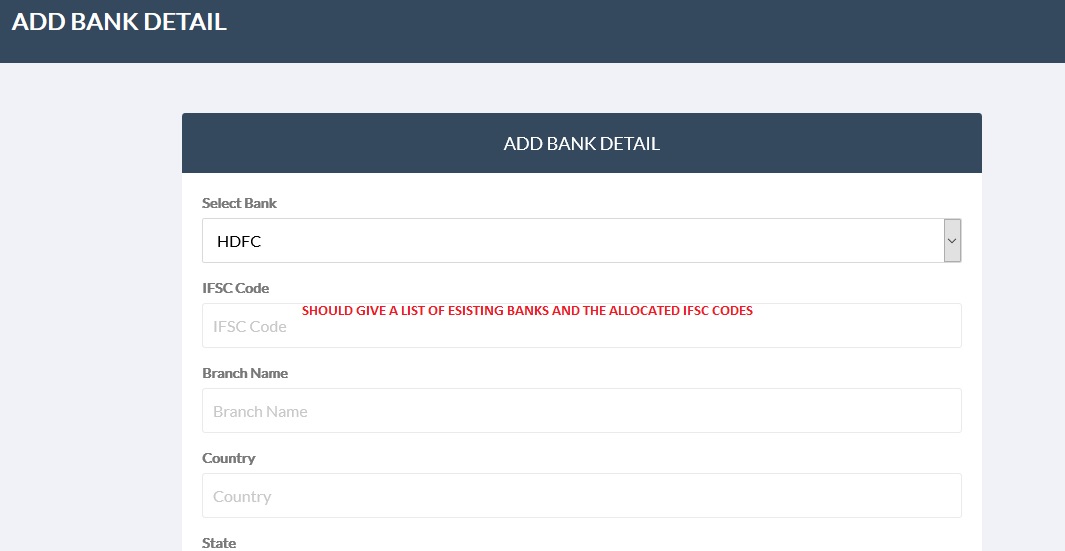 ADD BANK DETAIL
ADD BANK DETAIL
Select Bank
HDFC
IFSC Code
SHOULD GIVE A LIST OF ESISTING BANKS AND THE ALLOCATED IFSC CODES
IFSC Code
Branch Name
Branch Name
Country
Country
State